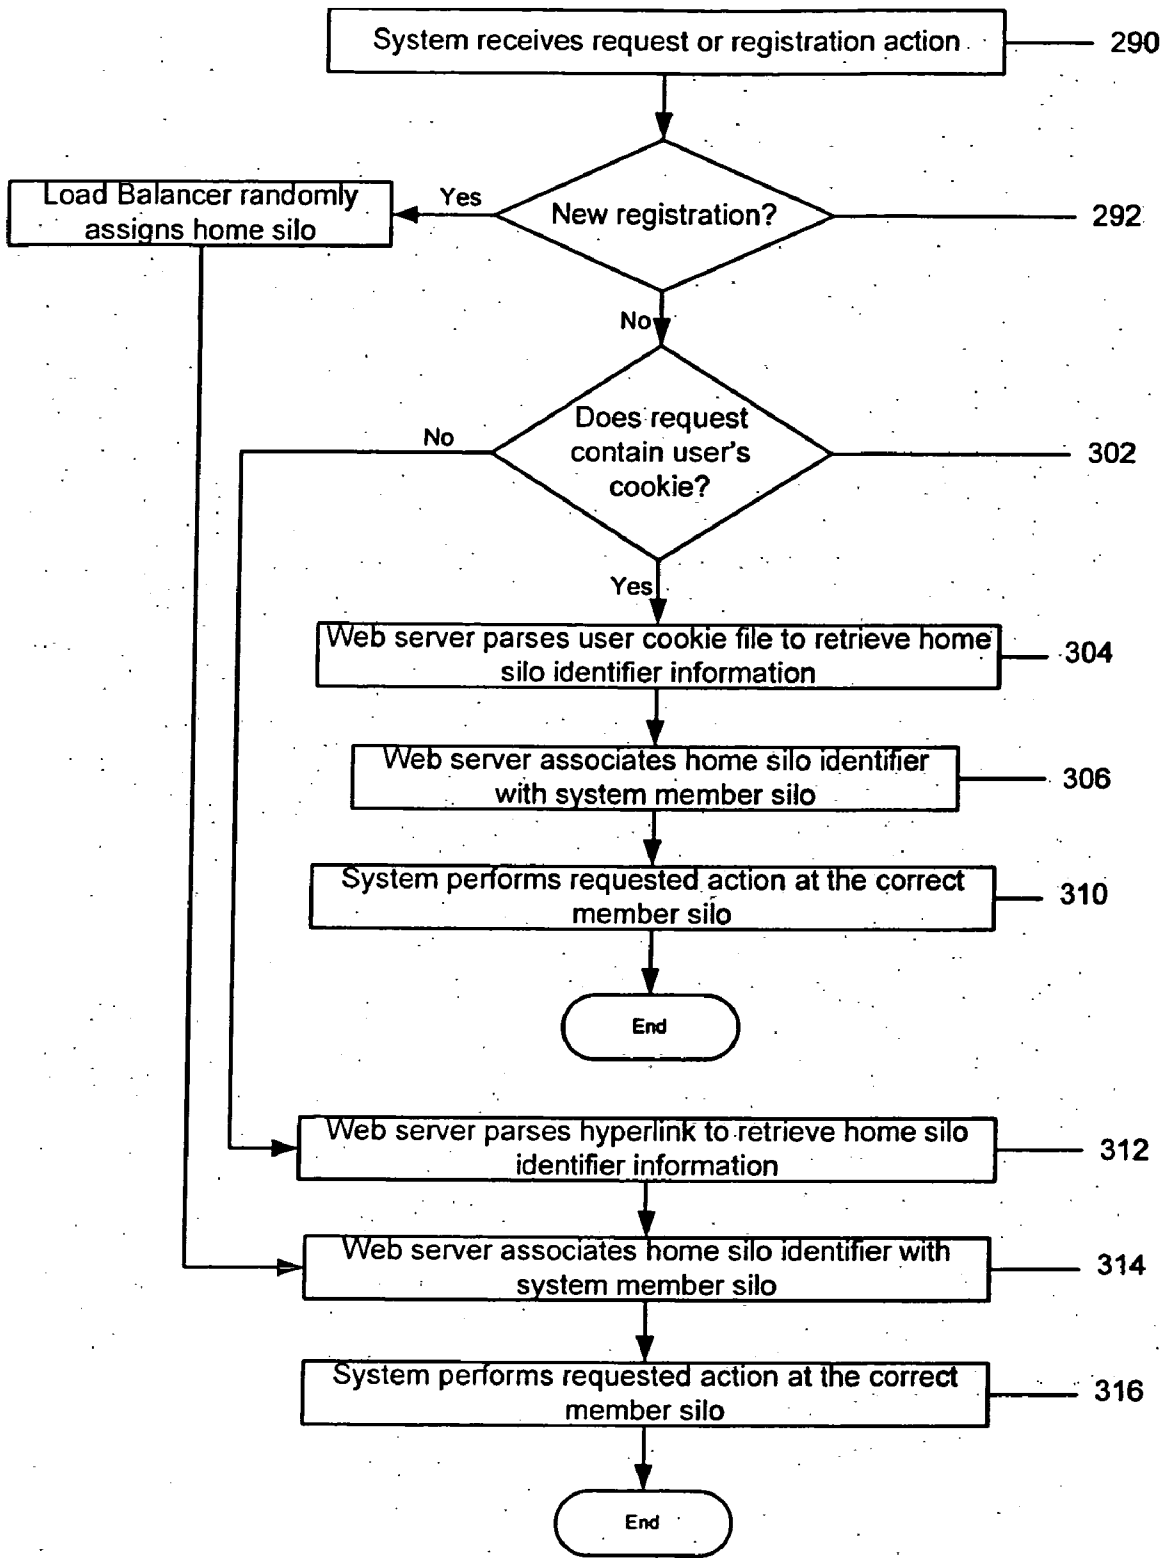 System receives request or registration action
290
Load Balancer randomly
assigns home silo
Yes
New registration?
292
No
Does request
contain user's
cookie?
No
302
Yes
Web server parses user cookie file to retrieve home
silo identifier information
304
Web server associates home silo identifier
with system member silo
306
System performs requested action at the correct
member silo
310
End
Web server parses hyperlink to retrieve home silo
identifier information
312
Web server associates home silo identifier with
system member silo
314
System performs requested action at the correct
member silo
316
End